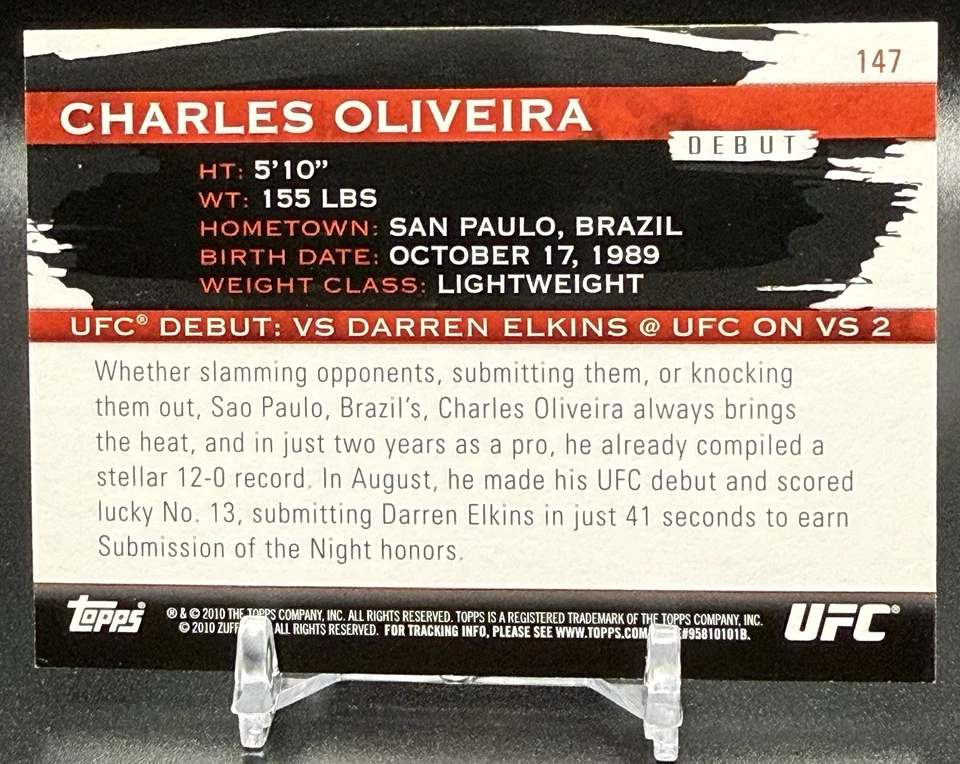 147
CHARLES OLIVEIRA
DEBUT
HT: 5'10"
WT: 155 LBS
HOMETOWN: SAN PAULO, BRAZIL
BIRTH DATE: OCTOBER 17, 1989
WEIGHT CLASS: LIGHTWEIGHT
UFC® DEBUT: VS DARREN ELKINS @ UFC ON VS 2
Whether slamming opponents, submitting them, or knocking
them out, Sao Paulo, Brazil's, Charles Oliveira always brings
the heat, and in just two years as a pro, he already compiled a
stellar 12-0 record. In August, he made his UFC debut and scored
lucky No. 13, submitting Darren Elkins in just 41 seconds to earn
Submission of the Night honors.
Topps
® & © 2010 THE TOPPS COMPANY, INC. ALL RIGHTS RESERVED. TOPPS IS A REGISTERED TRADEMARK OF THE TOPPS COMPANY, INC.
© 2010 ALL RIGHTS RESERVED. FOR TRACKING INFO, PLEASE SEE WWW.TOPPS.COM #95810101B.
UFC®